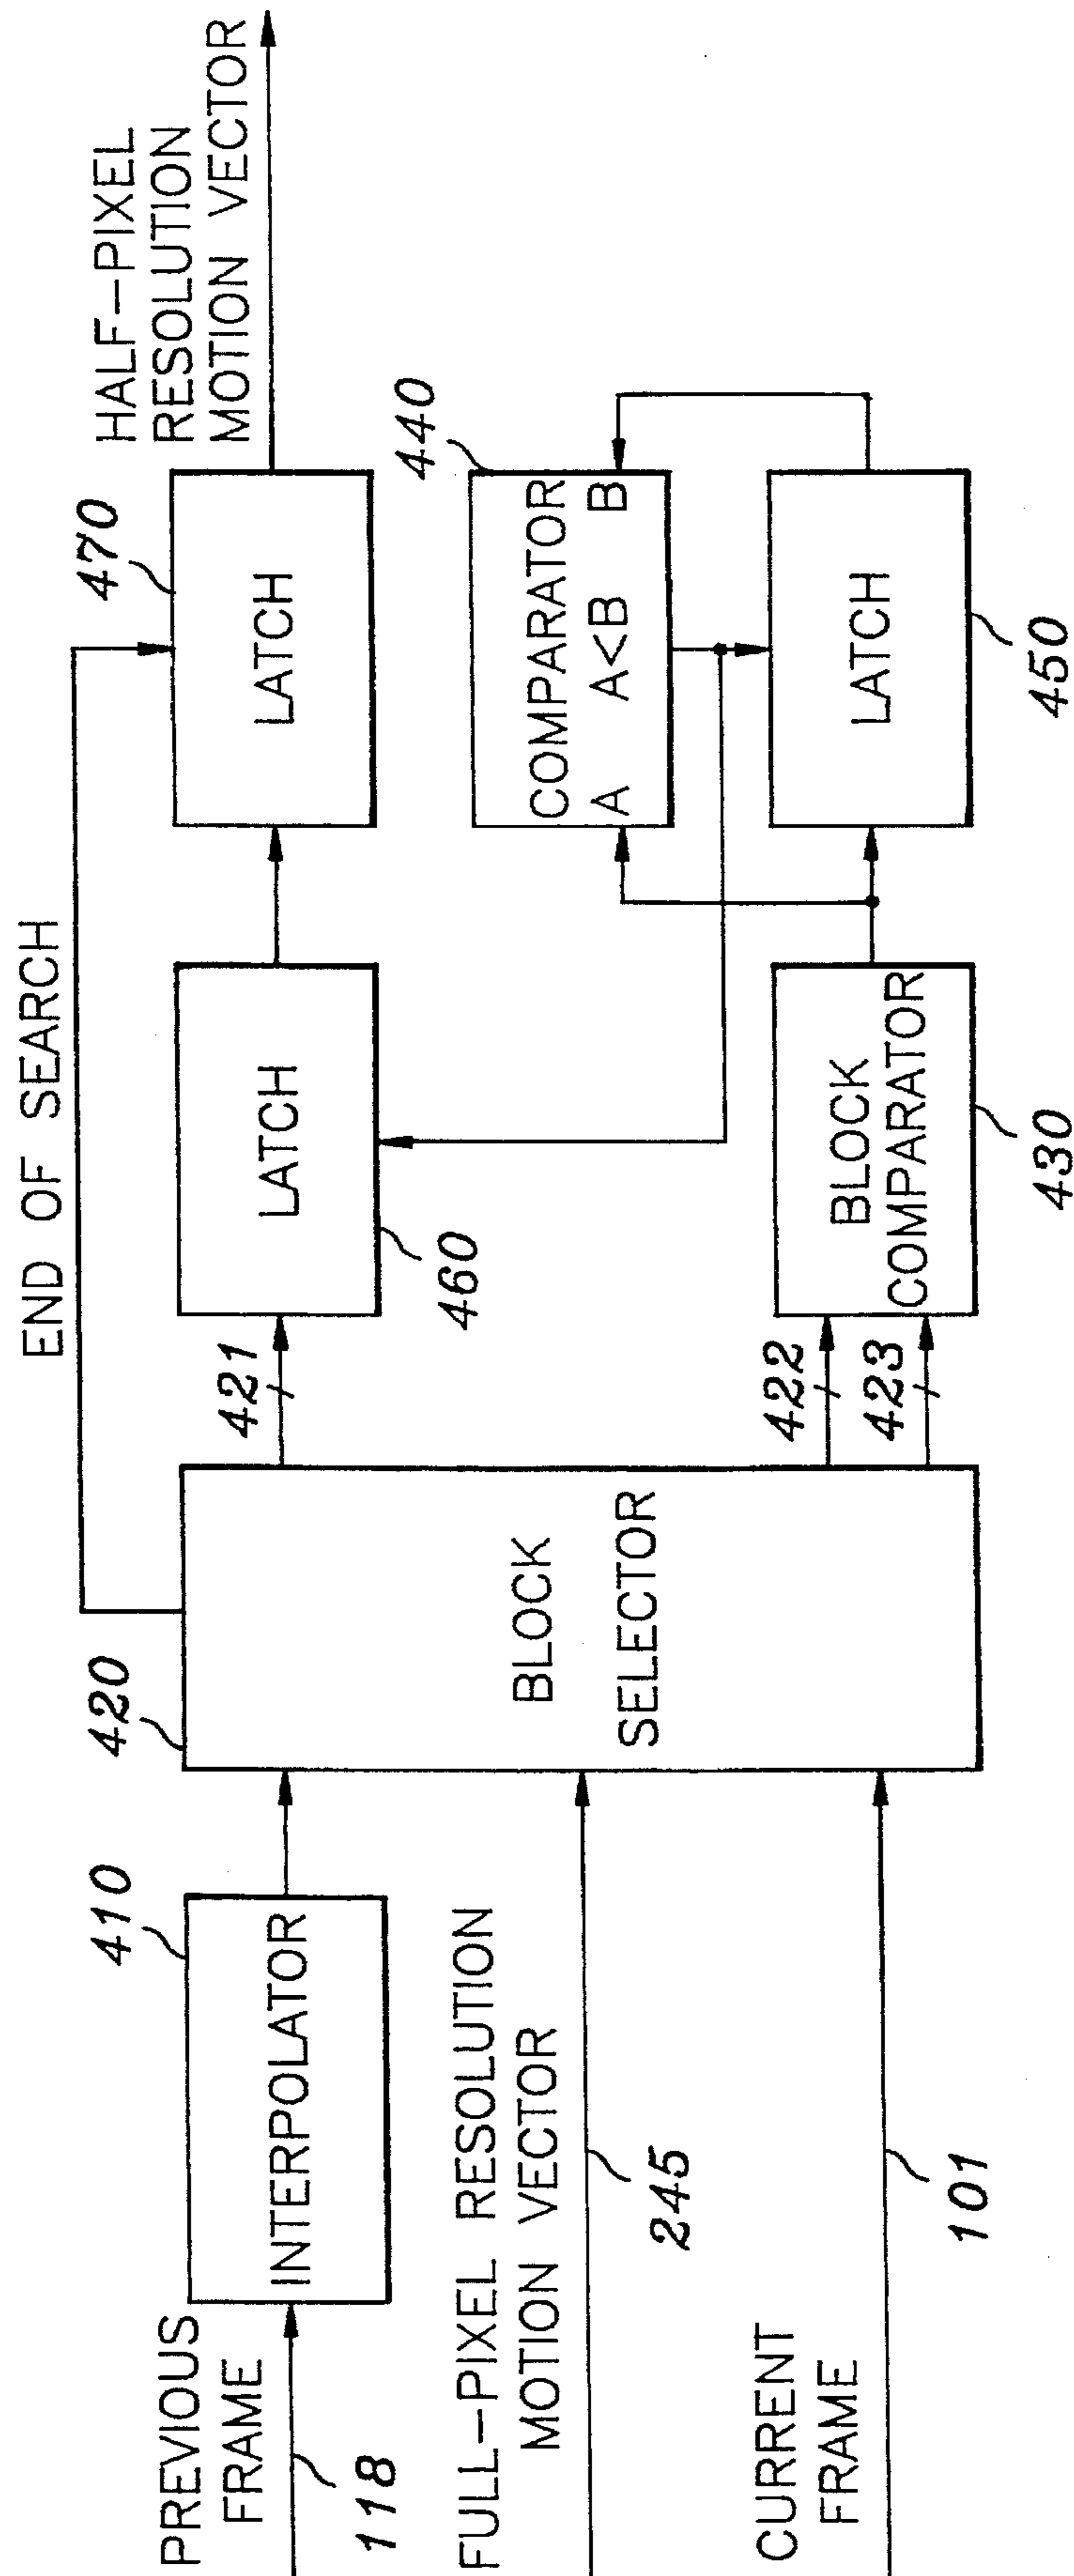 END OF SEARCH
HALF-PIXEL
RESOLUTION
MOTION VECTOR
PREVIOUS
FRAME
118
410
INTERPOLATOR
420
BLOCK
SELECTOR
421
LATCH
460
LATCH
470
FULL-PIXEL RESOLUTION
MOTION VECTOR
245
440
COMPARATOR
A A<B B
CURRENT
FRAME
101
422
423
BLOCK
COMPARATOR
430
LATCH
450